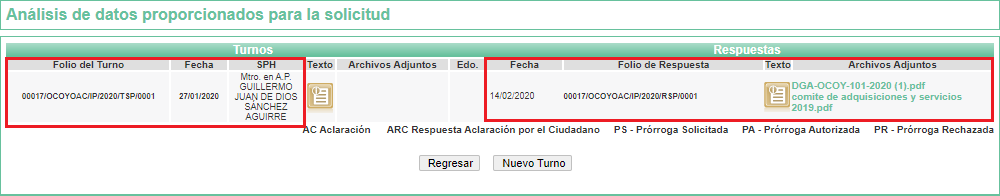 Análisis de datos proporcionados para la solicitud
Turnos Respuestas
Folio del Turno Fecha SPH Texto Archivos Adjuntos Edo. Fecha Folio de Respuesta Texto Archivos Adjuntos
00017/OCOYOAC/IP/2020/TSP/0001 27/01/2020 Mtro. en A.P.
GUILLERMO
JUAN DE DIOS
SÁNCHEZ
AGUIRRE
14/02/2020 00017/OCOYOAC/IP/2020/RSP/0001 DGA-OCOY-101-2020 (1).pdf
comite de adquisiciones y servicios
2019.pdf
AC Aclaración ARC Respuesta Aclaración por el Ciudadano PS - Prórroga Solicitada PA - Prórroga Autorizada PR - Prórroga Rechazada
Regresar Nuevo Turno